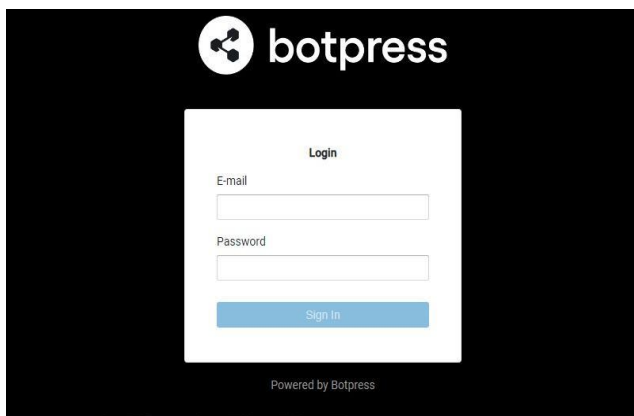 botpress
Login
E-mail
Password
Sign In
Powered by Botpress